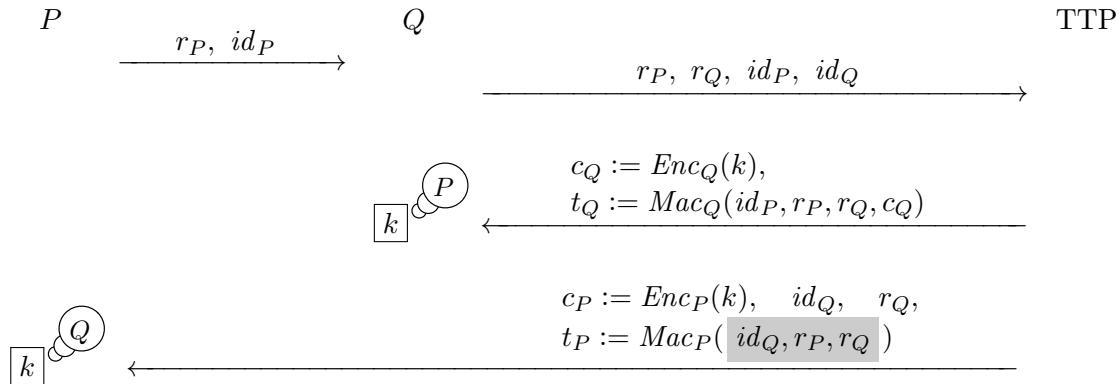 P Q TTP
r_P, id_P
r_P, r_Q, id_P, id_Q
c_Q := Enc_Q(k),
P
t_Q := Mac_Q(id_P, r_P, r_Q, c_Q)
k
c_P := Enc_P(k), id_Q, r_Q,
Q
t_P := Mac_P( id_Q, r_P, r_Q )
k